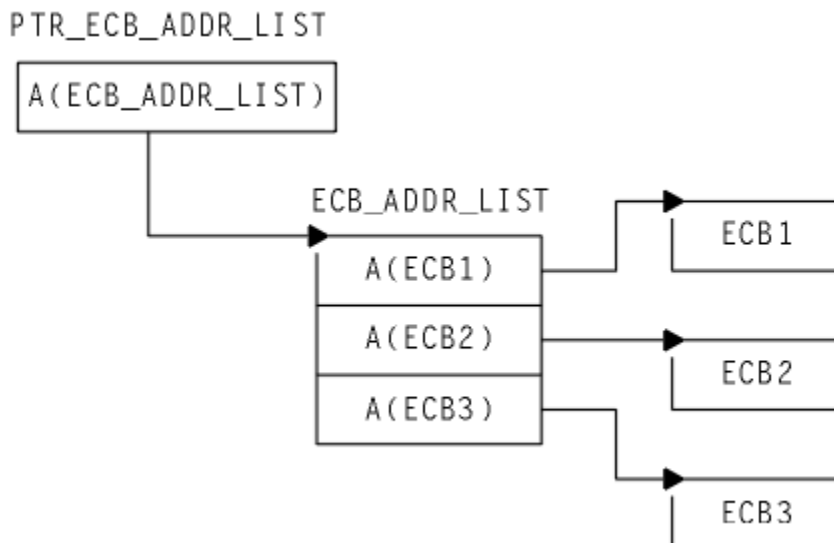 PTR_ECB_ADDR_LIST
A(ECB_ADDR_LIST)
ECB_ADDR_LIST
A(ECB1)
A(ECB2)
A(ECB3)
ECB1
ECB2
ECB3